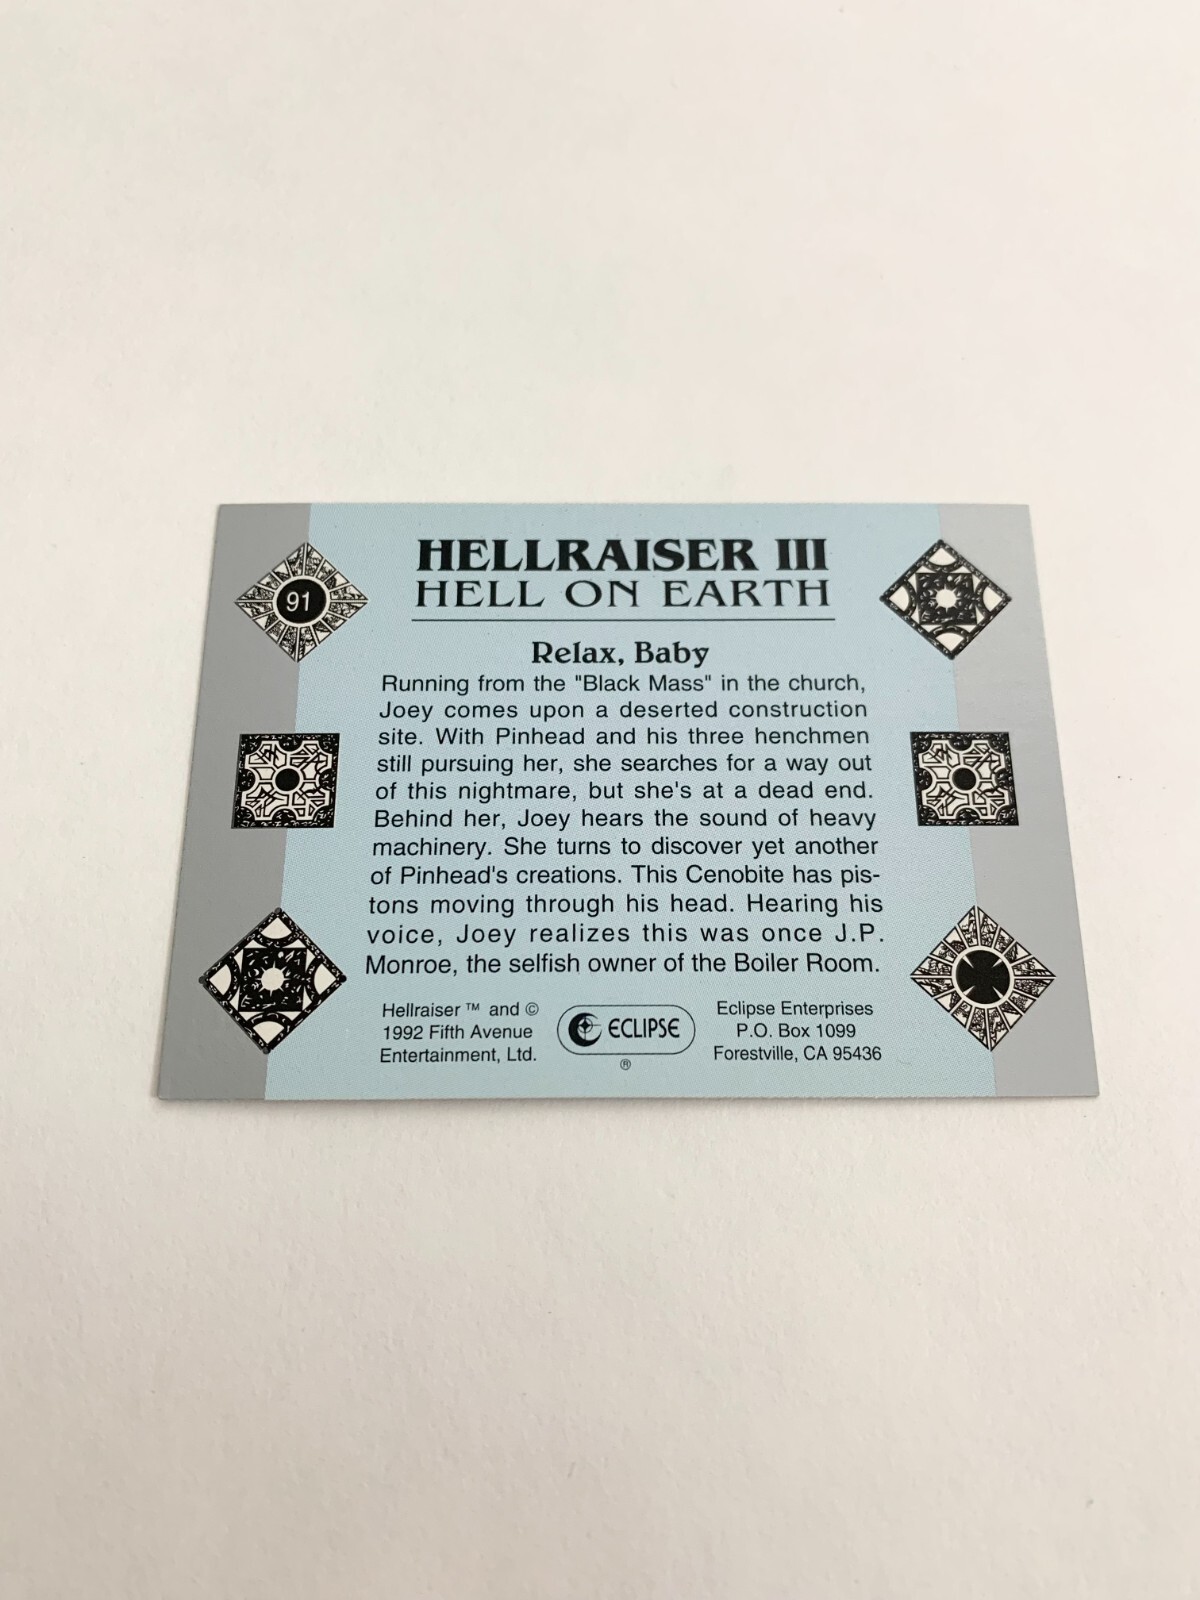 91
HELLRAISER III
HELL ON EARTH
Relax, Baby
Running from the "Black Mass" in the church,
Joey comes upon a deserted construction
site. With Pinhead and his three henchmen
still pursuing her, she searches for a way out
of this nightmare, but she's at a dead end.
Behind her, Joey hears the sound of heavy
machinery. She turns to discover yet another
of Pinhead's creations. This Cenobite has pis-
tons moving through his head. Hearing his
voice, Joey realizes this was once J.P.
Monroe, the selfish owner of the Boiler Room.
Hellraiser ™ and ©
1992 Fifth Avenue
Entertainment, Ltd.
ECLIPSE
®
Eclipse Enterprises
P.O. Box 1099
Forestville, CA 95436